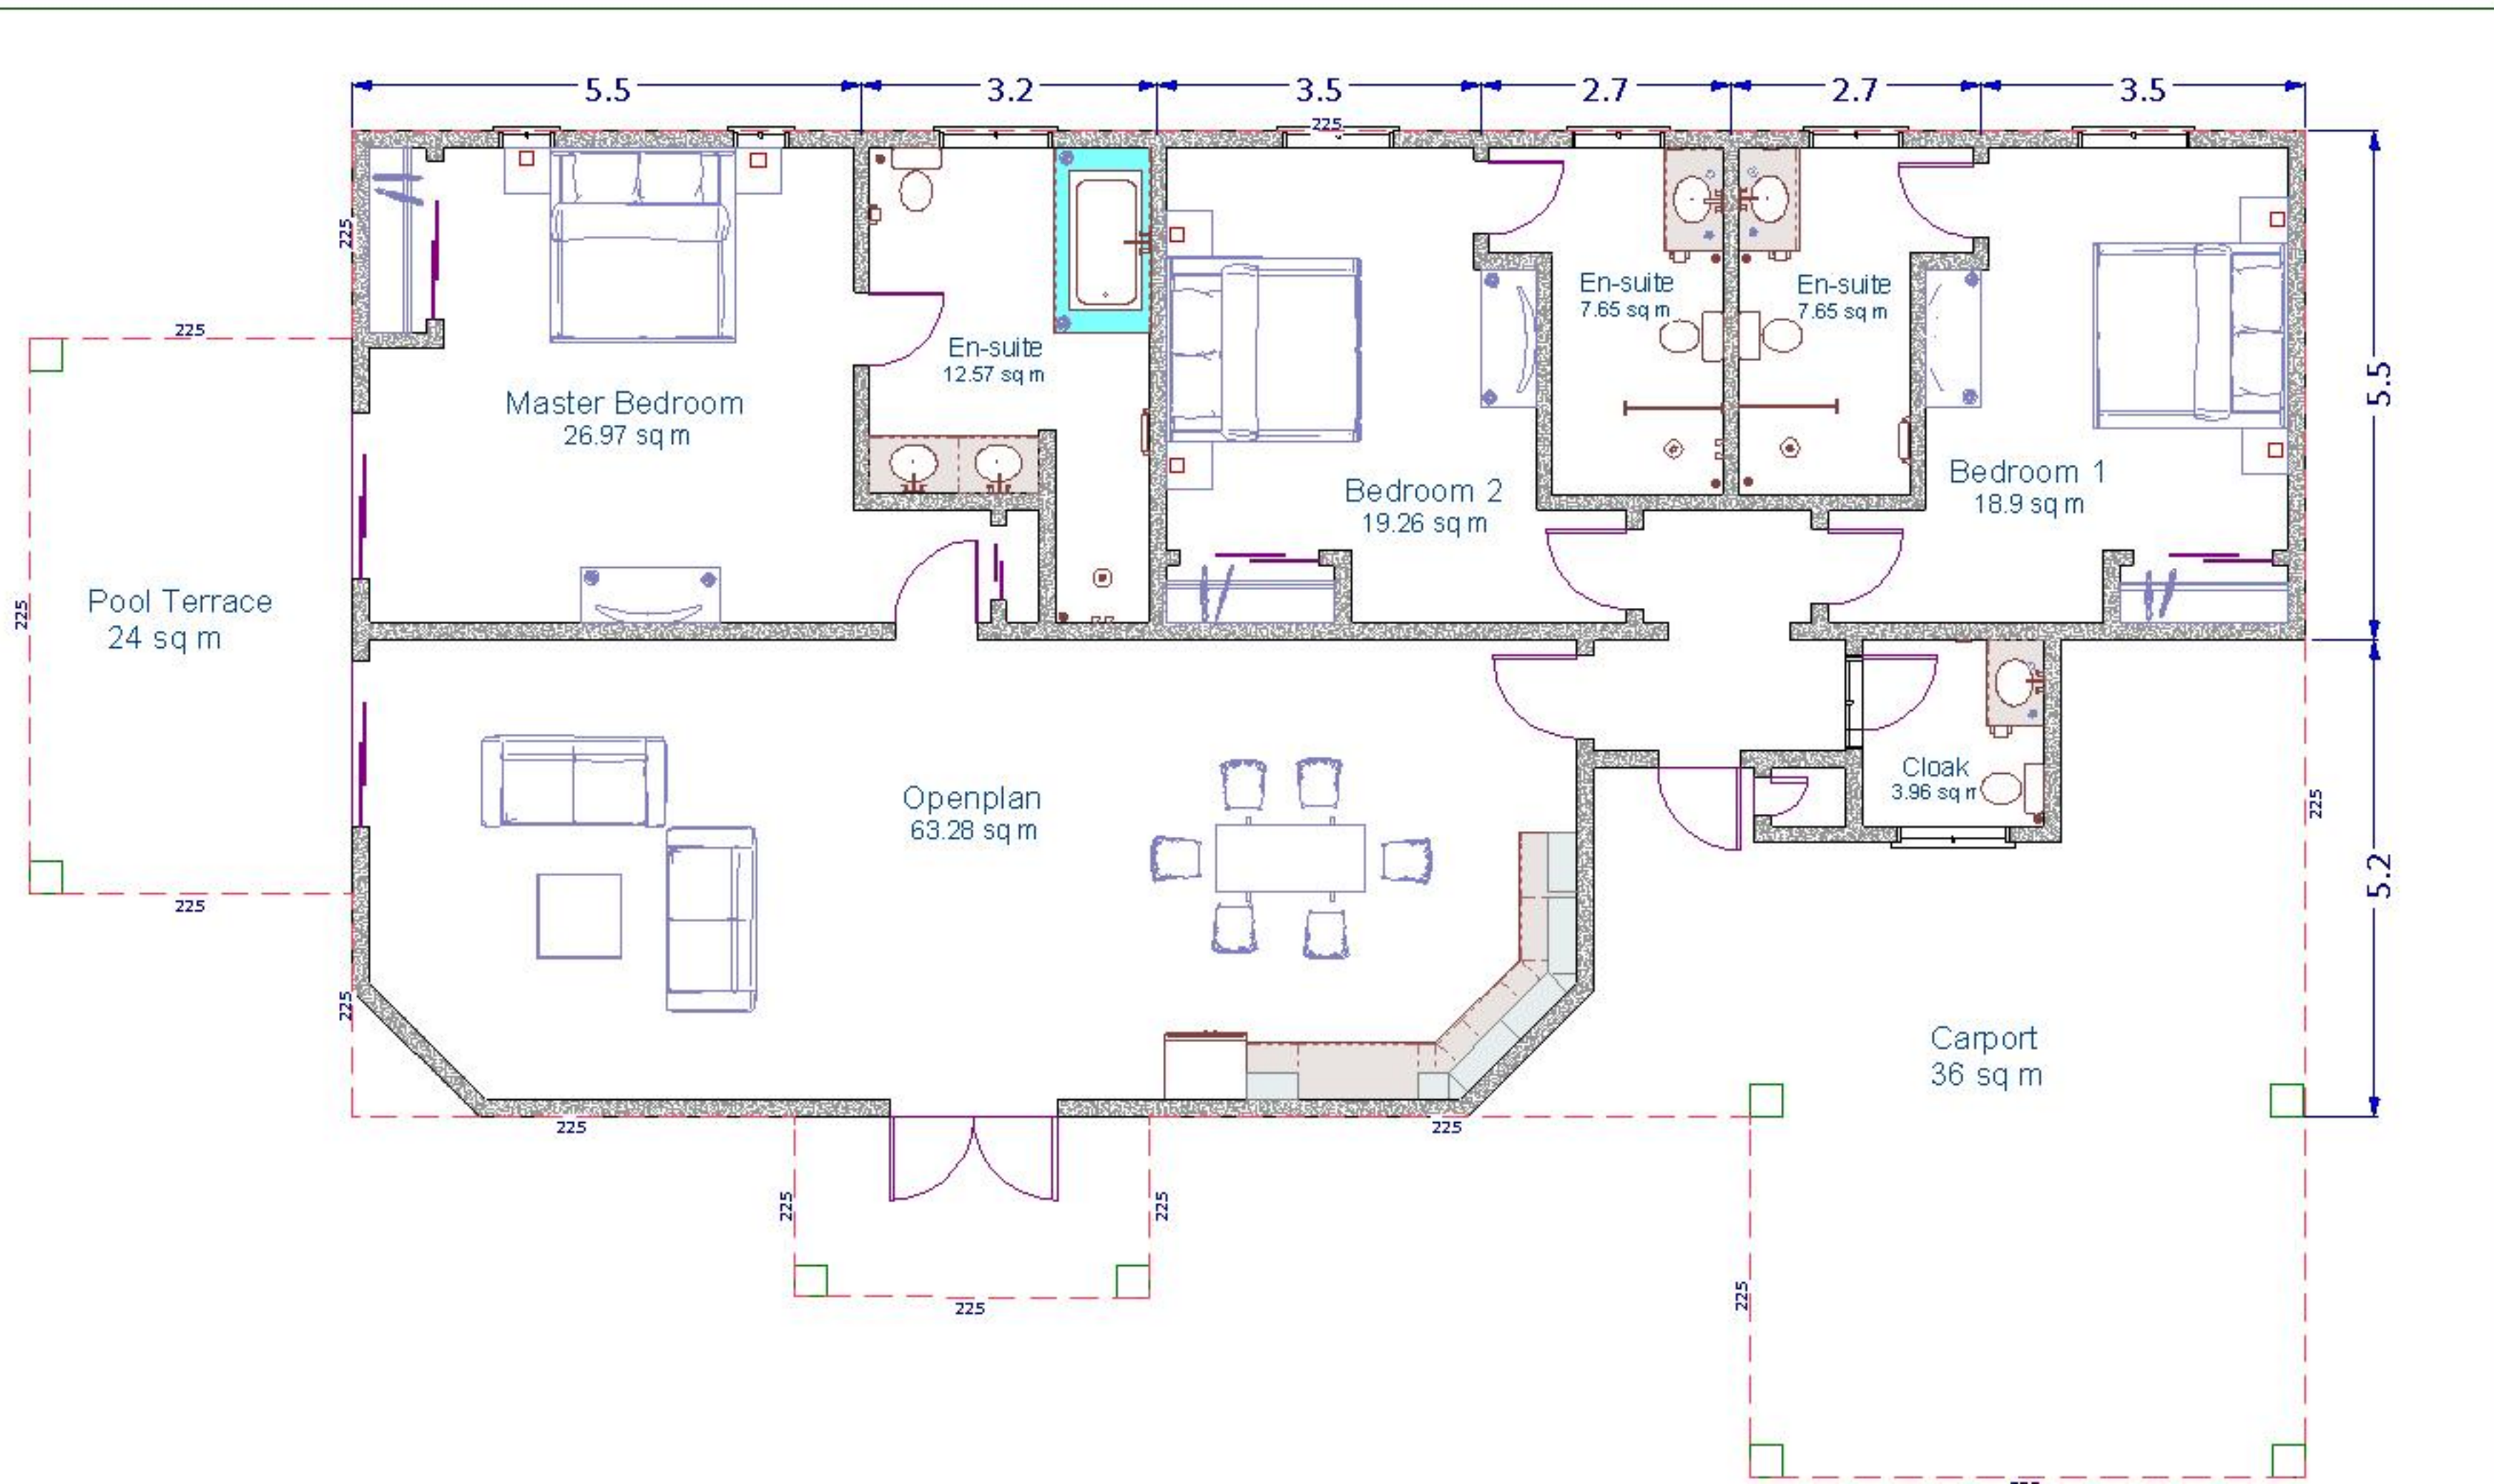 5.5
3.2
3.5
2.7
2.7
3.5
225
225
En-suite
7.65 sq m
En-suite
7.65 sq m
225
En-suite
12.57 sq m
5.5
Master Bedroom
26.97 sq m
Bedroom 2
19.26 sq m
Bedroom 1
18.9 sq m
Pool Terrace
24 sq m
225
Openplan
63.28 sq m
Cloak
3.96 sq m
225
5.2
225
225
Carport
36 sq m
225
225
225
225
225
225